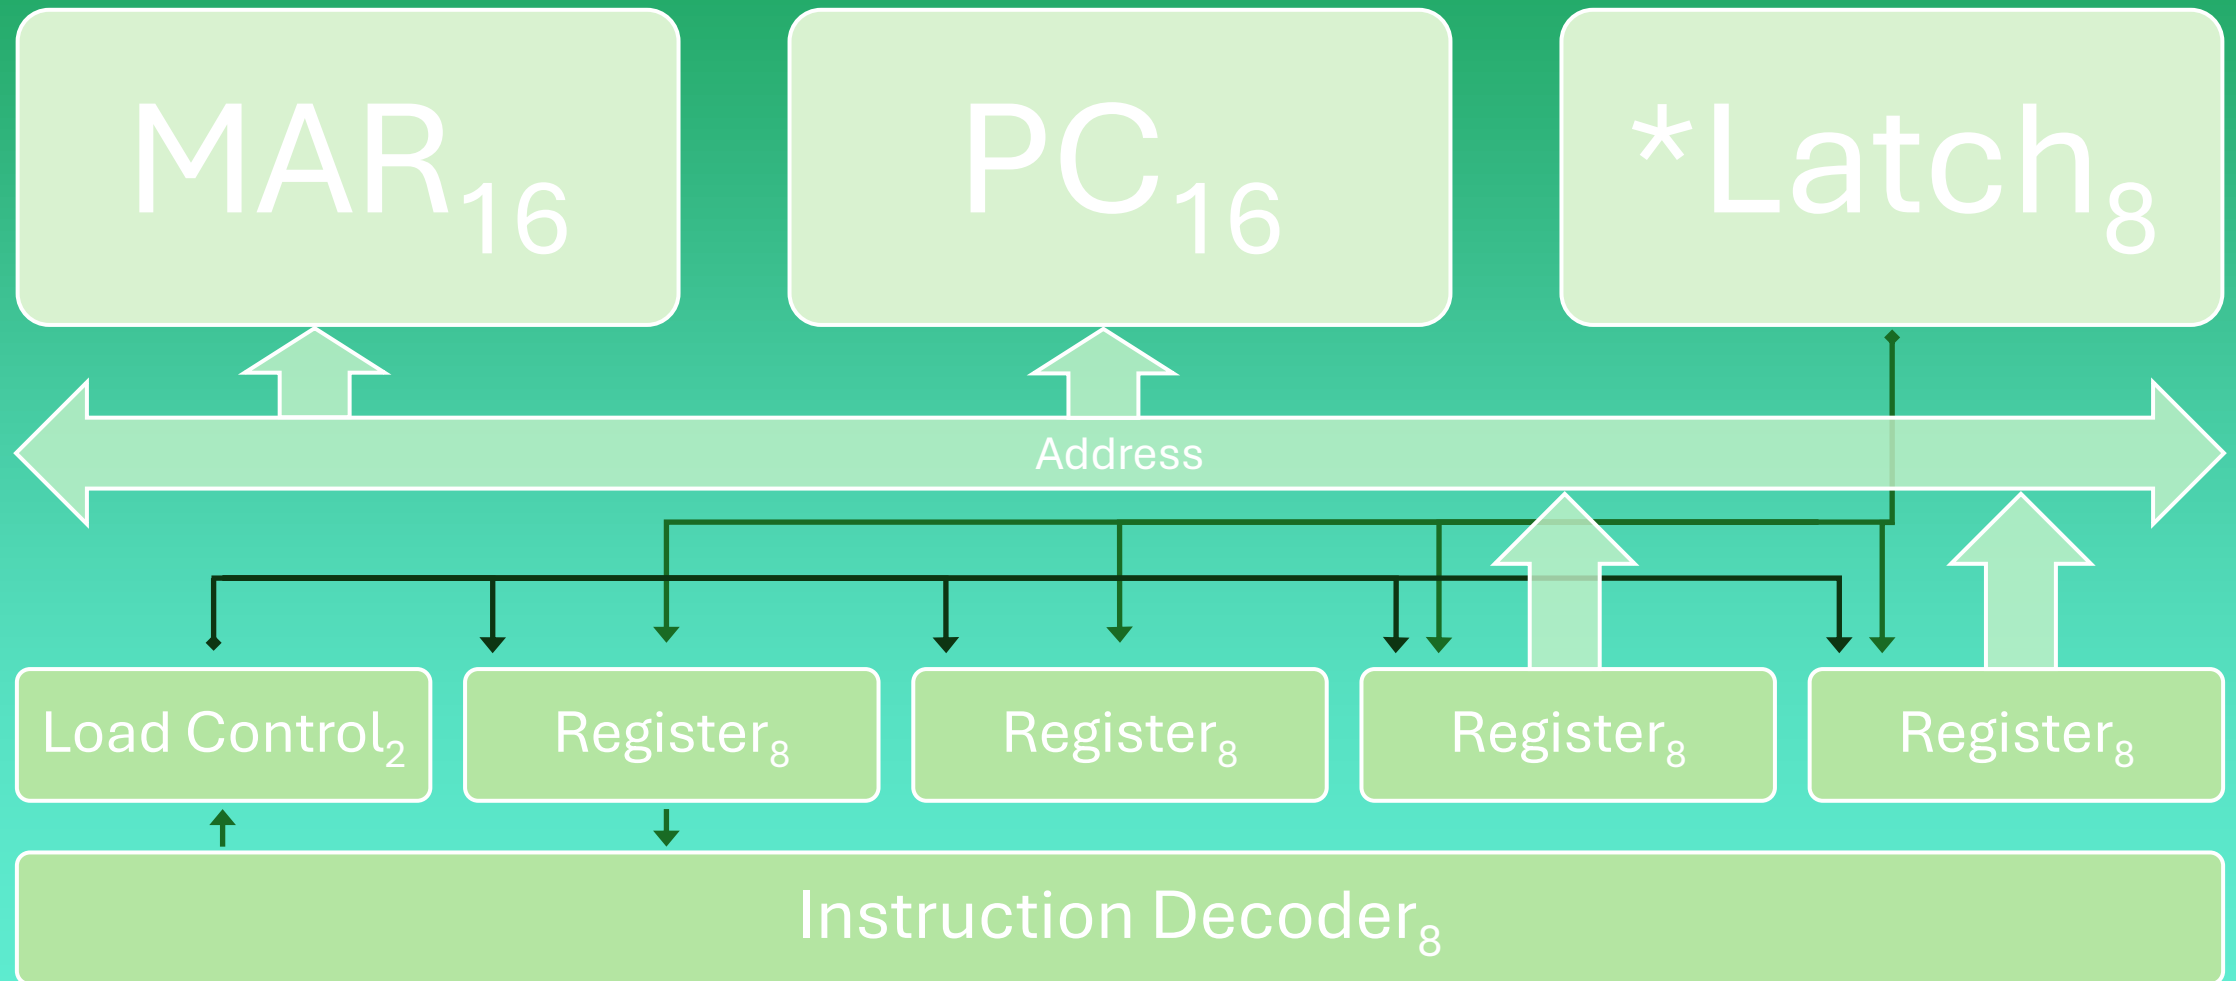 MAR₁₆
PC₁₆
*Latch₈
Address
Load Control₂
Register₈
Register₈
Register₈
Register₈
Instruction Decoder₈